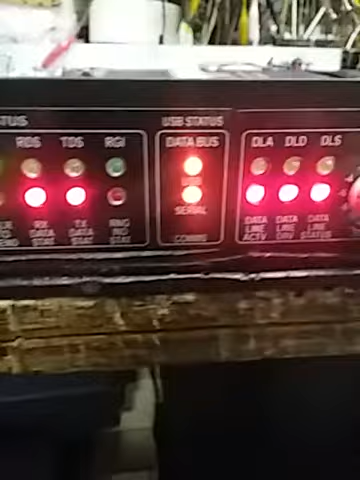 TUS
RDS TDS RGI
RX DATA STAT
TX DATA STAT
RNG NO STAT
USB STATUS
DATA BUS
SERIAL
COMMS
DLA DLD DLS
DATA LINE ACTV
DATA LINE DRV
DATA LINE STATUS